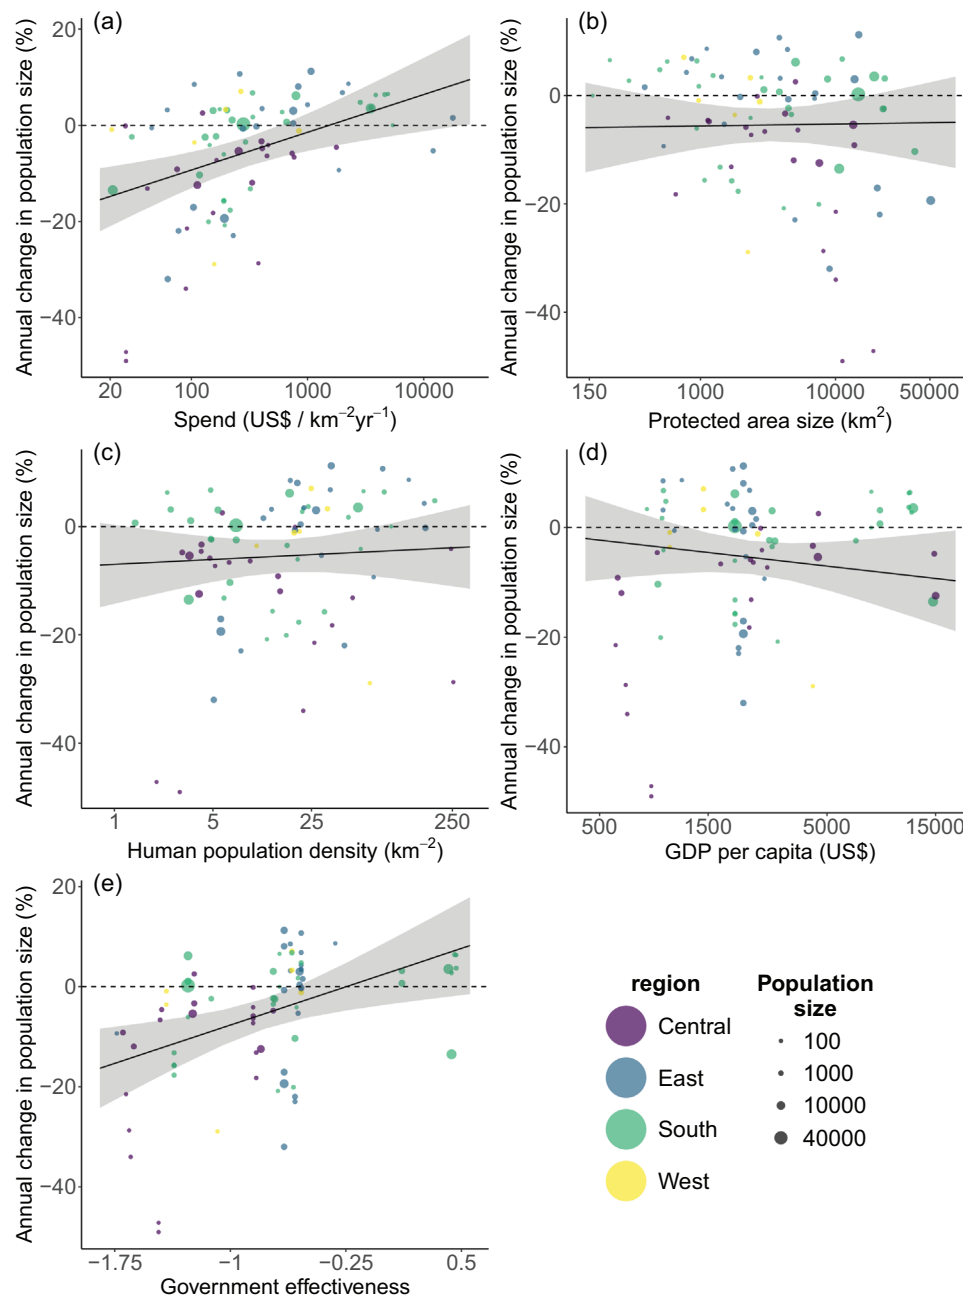 (a)
Annual change in population size (%)
20
0
−20
−40
20 100 1000 10000
Spend (US$ / km−2yr−1)
(b)
Annual change in population size (%)
0
−20
−40
150 1000 10000 50000
Protected area size (km2)
(c)
Annual change in population size (%)
0
−20
−40
1 5 25 250
Human population density (km−2)
(d)
Annual change in population size (%)
0
−20
−40
500 1500 5000 15000
GDP per capita (US$)
(e)
Annual change in population size (%)
20
0
−20
−40
−1.75 −1 −0.25 0.5
Government effectiveness
region
Central
East
South
West
Population
size
100
1000
10000
40000